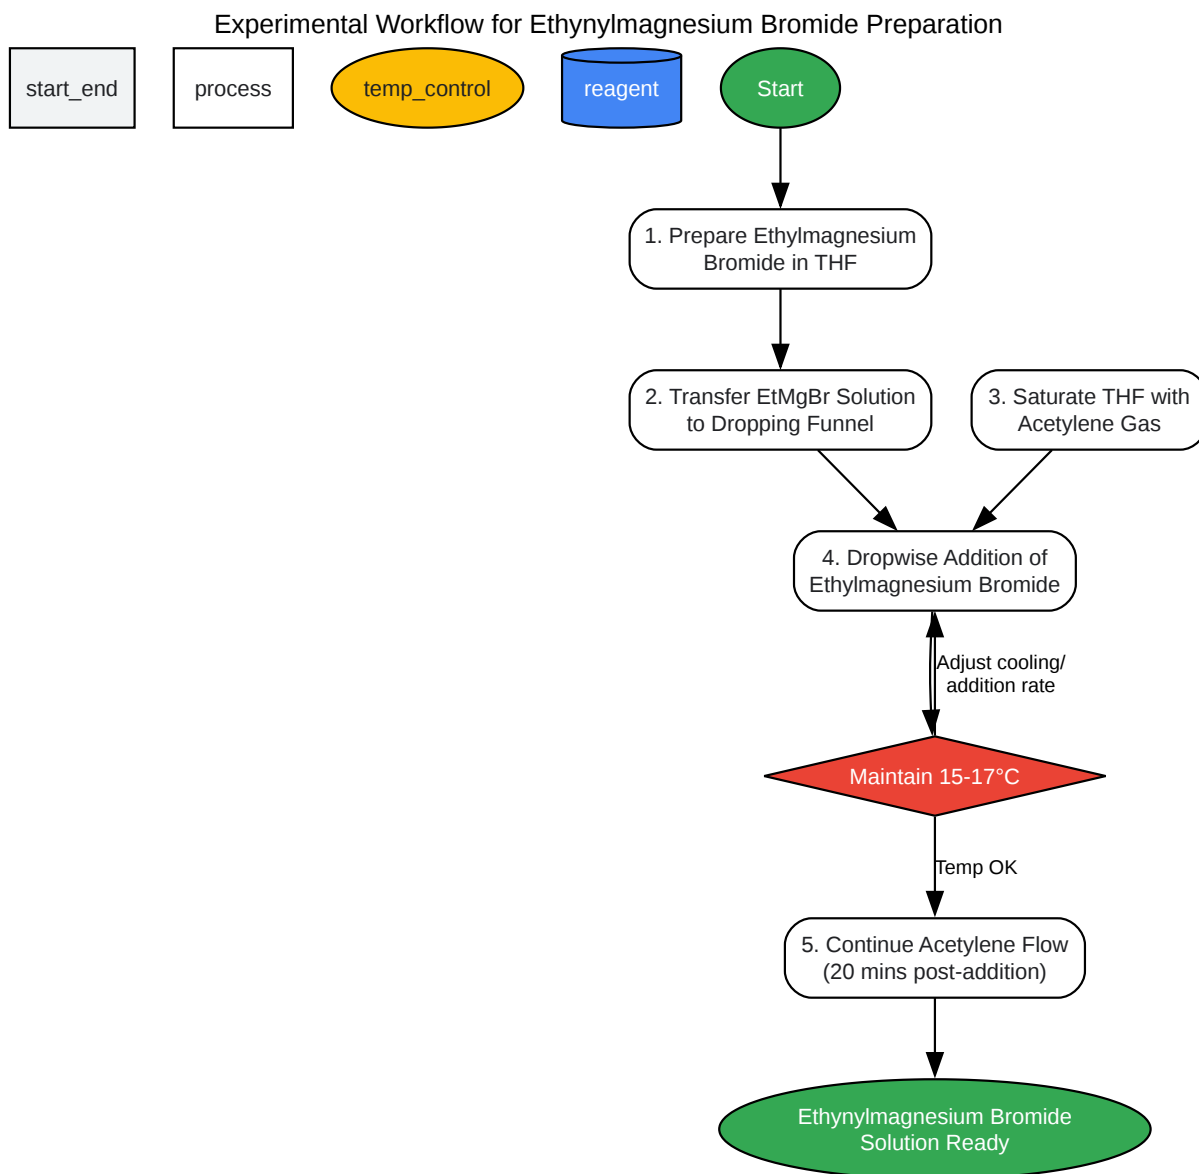 Experimental Workflow for Ethynylmagnesium Bromide Preparation
start_end
process
temp_control
reagent
Start
1. Prepare Ethylmagnesium
Bromide in THF
2. Transfer EtMgBr Solution
to Dropping Funnel
3. Saturate THF with
Acetylene Gas
4. Dropwise Addition of
Ethylmagnesium Bromide
Adjust cooling/
addition rate
Maintain 15-17°C
Temp OK
5. Continue Acetylene Flow
(20 mins post-addition)
Ethynylmagnesium Bromide
Solution Ready